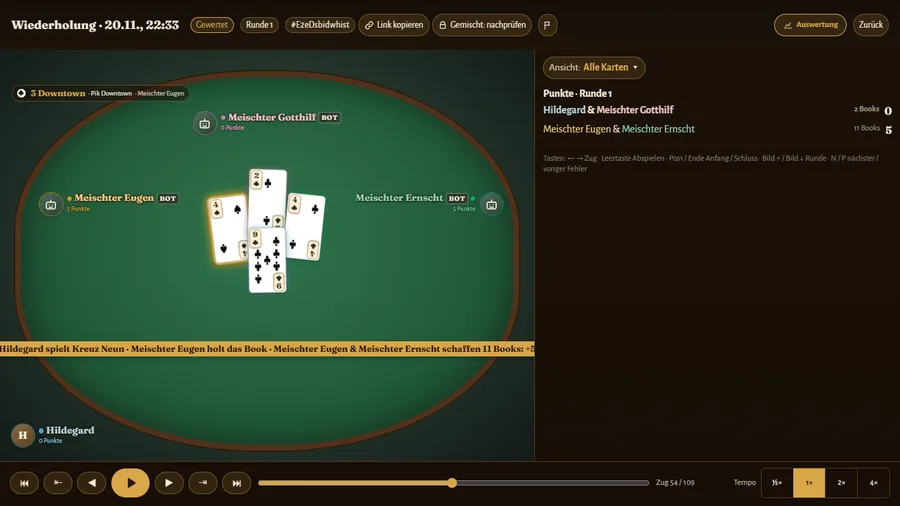 Wiederholung · 20.11., 22:33
Gewertet
Runde 1
#EzeDsbidwhist
Link kopieren
Gemischt: nachprüfen
Auswertung
Zurück
3 Downtown · Pik Downtown · Meischter Eugen
Meischter Gotthilf BOT
0 Punkte
Meischter Eugen BOT
5 Punkte
Meischter Ernscht BOT
5 Punkte
2
4
4
9
Hildegard spielt Kreuz Neun · Meischter Eugen holt das Book · Meischter Eugen & Meischter Ernscht schaffen 11 Books: +5
H Hildegard
0 Punkte
Ansicht: Alle Karten
Punkte · Runde 1
Hildegard & Meischter Gotthilf 2 Books 0
Meischter Eugen & Meischter Ernscht 11 Books 5
Tasten: ← → Zug · Leertaste Abspielen · Pos1 / Ende Anfang / Schluss · Bild ↑ / Bild ↓ Runde · N / P nächster /
voriger Fehler
Zug 54 / 109
Tempo
½×
1×
2×
4×